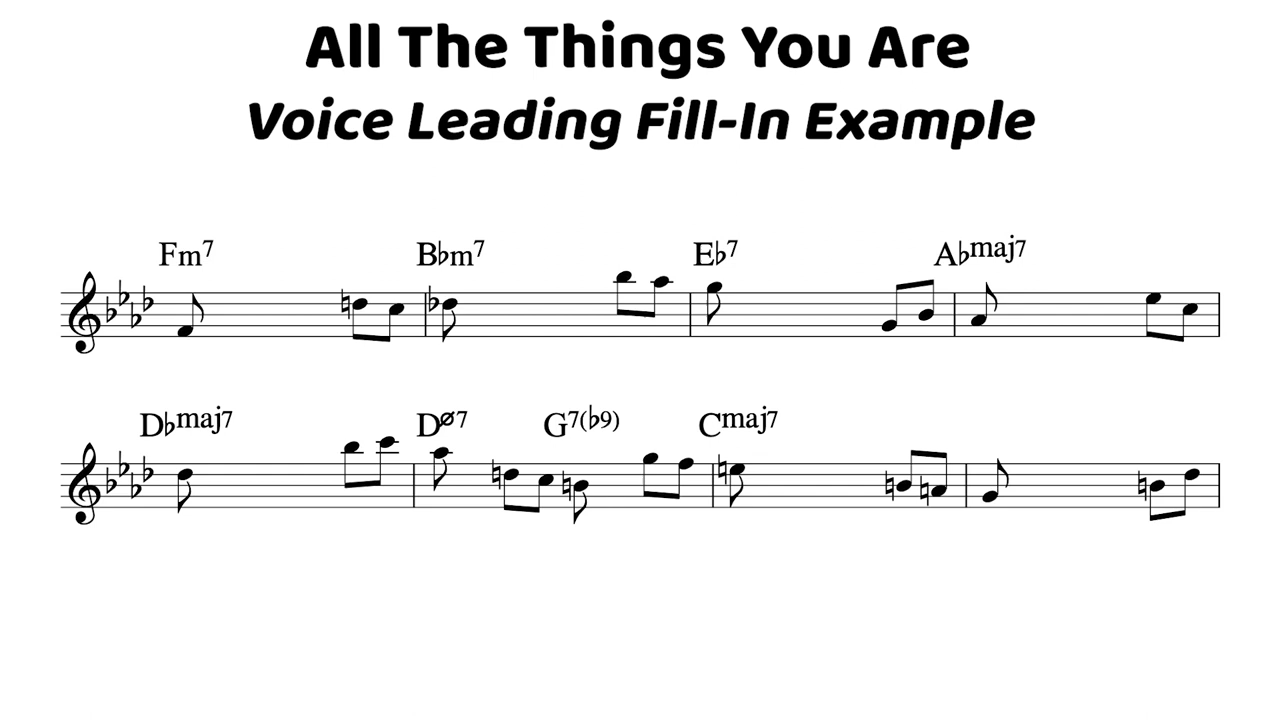 All The Things You Are
Voice Leading Fill-In Example
Fm7 B♭m7 E♭7 A♭maj7
D♭maj7 Dø7 G7(♭9) Cmaj7